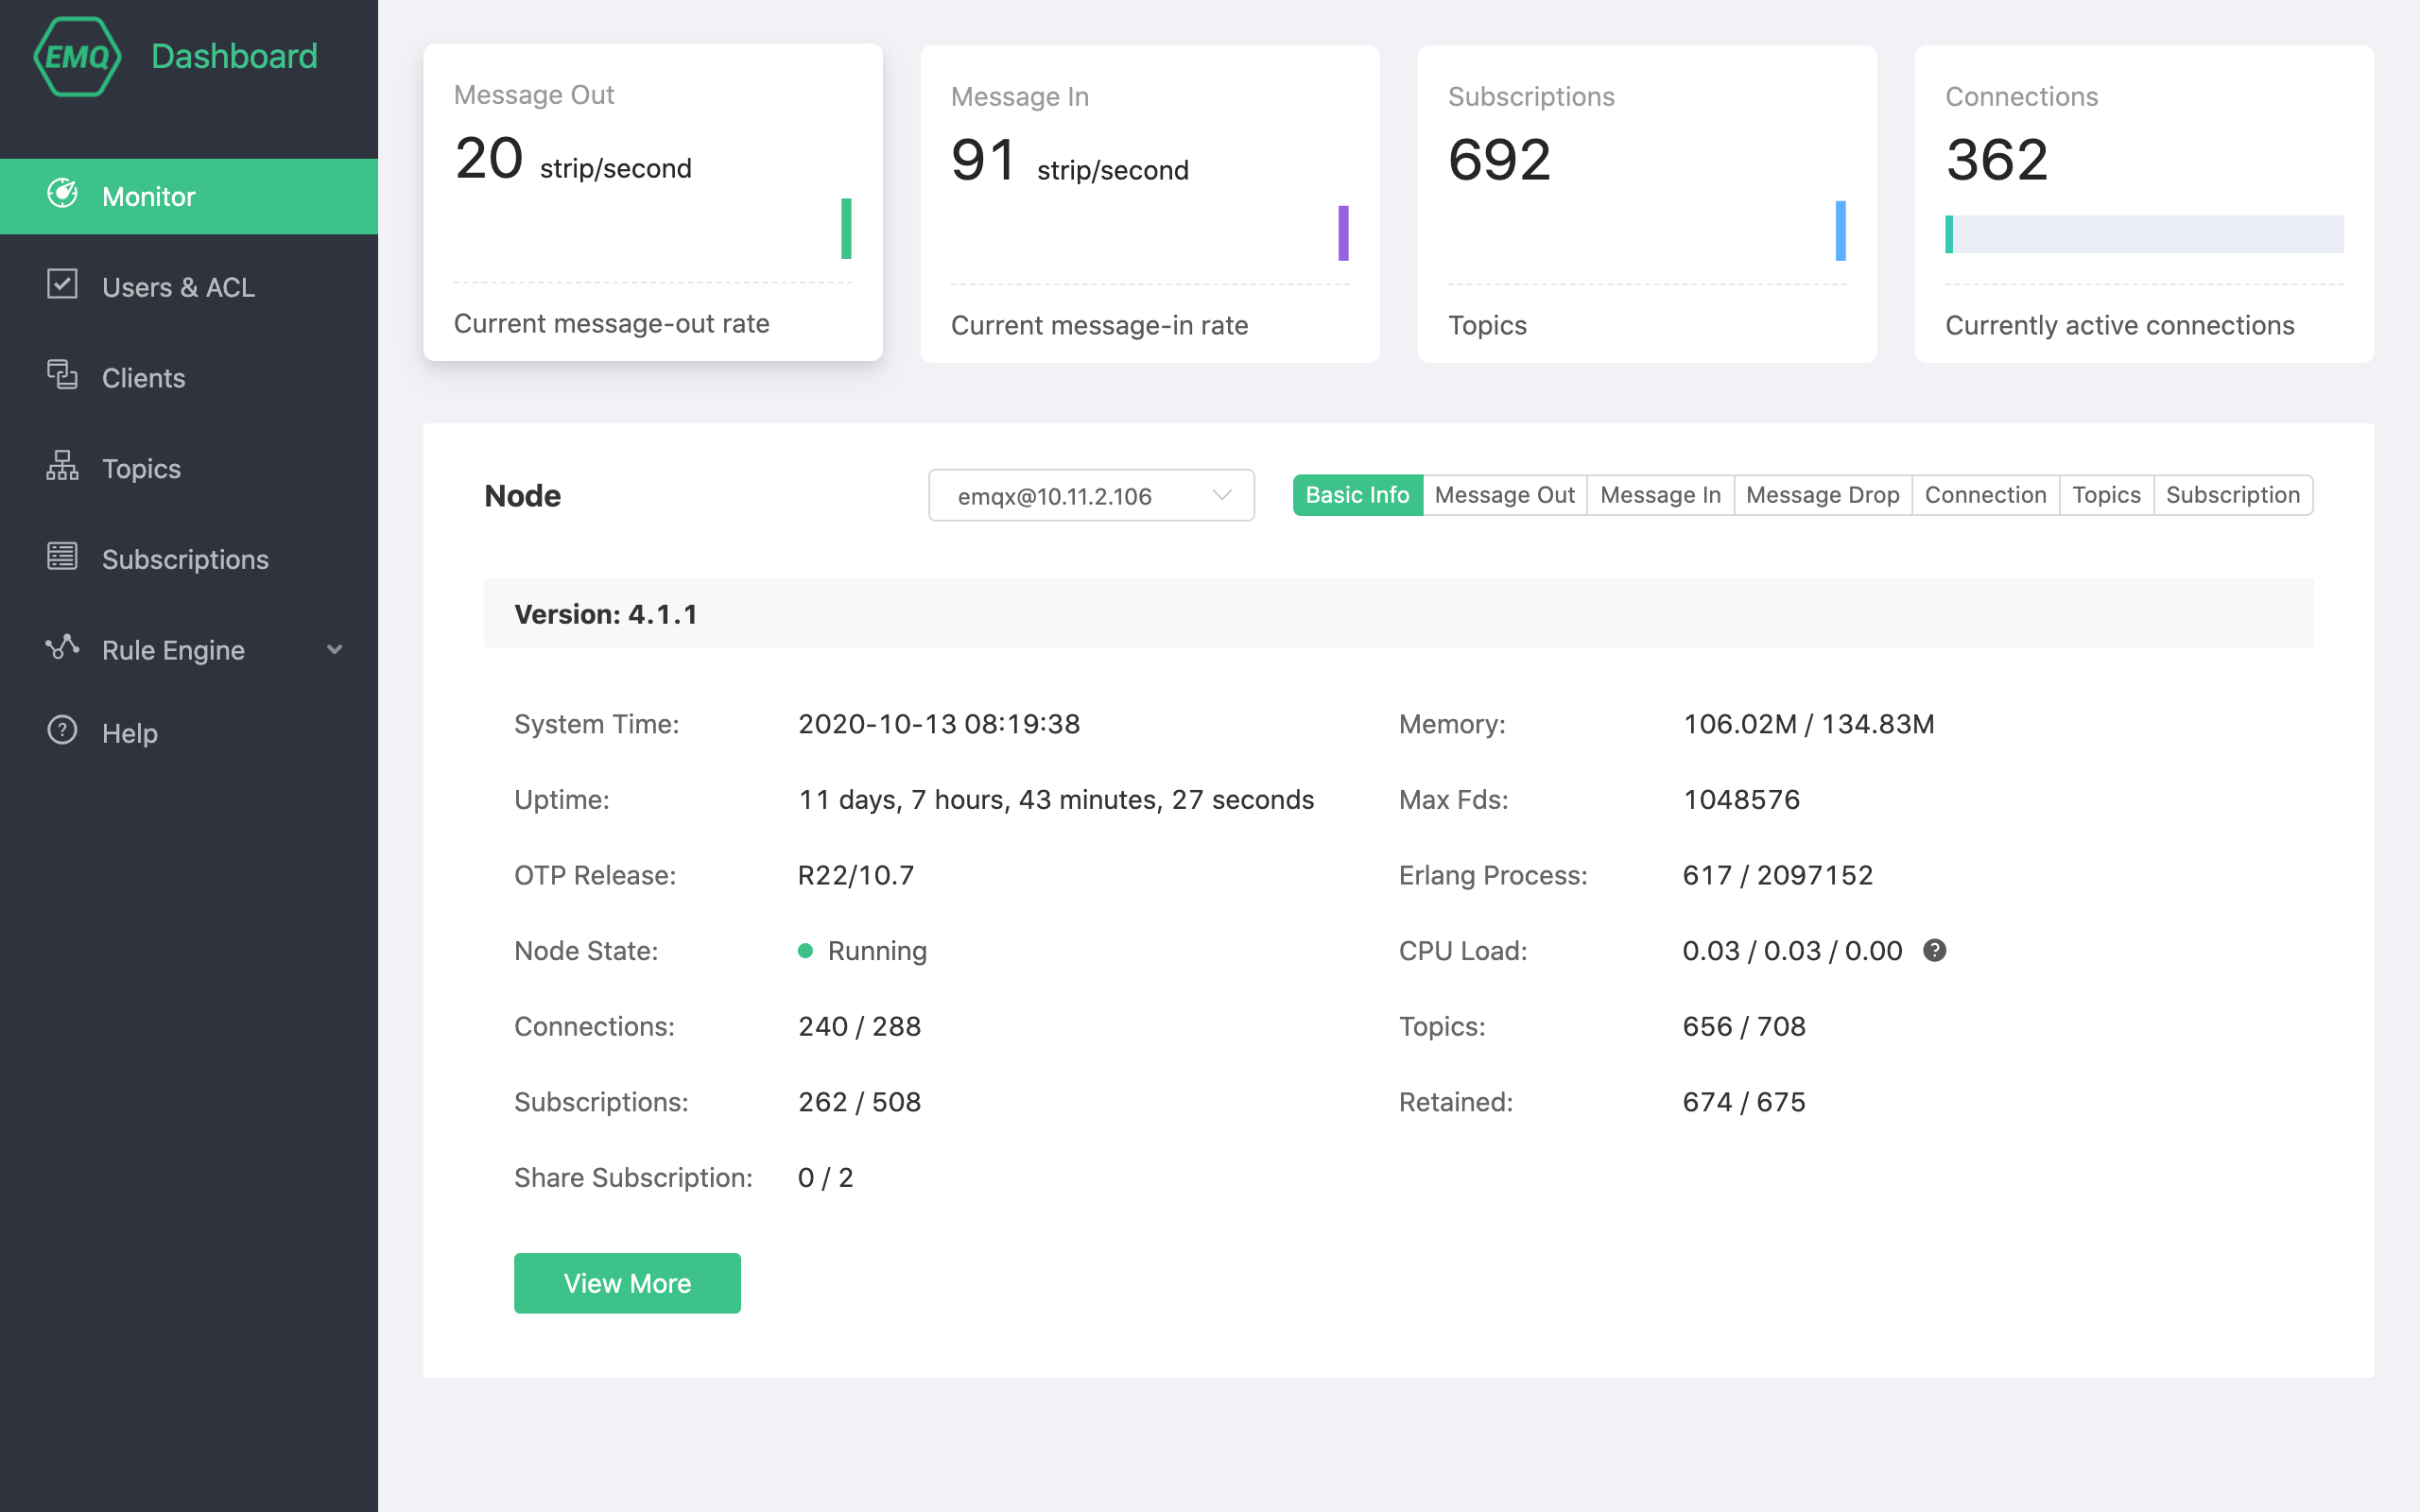 EMQ Dashboard
Monitor
Users & ACL
Clients
Topics
Subscriptions
Rule Engine
Help
Message Out
20 strip/second
Current message-out rate
Message In
91 strip/second
Current message-in rate
Subscriptions
692
Topics
Connections
362
Currently active connections
Node
emqx@10.11.2.106
Basic Info Message Out Message In Message Drop Connection Topics Subscription
Version: 4.1.1
System Time: 2020-10-13 08:19:38
Memory: 106.02M / 134.83M
Uptime: 11 days, 7 hours, 43 minutes, 27 seconds
Max Fds: 1048576
OTP Release: R22/10.7
Erlang Process: 617 / 2097152
Node State: Running
CPU Load: 0.03 / 0.03 / 0.00 ?
Connections: 240 / 288
Topics: 656 / 708
Subscriptions: 262 / 508
Retained: 674 / 675
Share Subscription: 0 / 2
View More